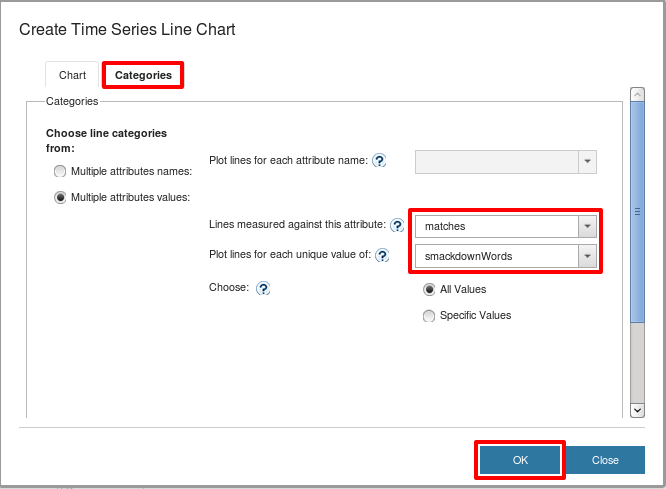 Create Time Series Line Chart
Chart
Categories
Categories
Choose line categories
from:
Multiple attributes names:
Multiple attributes values:
Plot lines for each attribute name: ?
Lines measured against this attribute: ? matches
Plot lines for each unique value of: ? smackdownWords
Choose: ? All Values
Specific Values
OK
Close